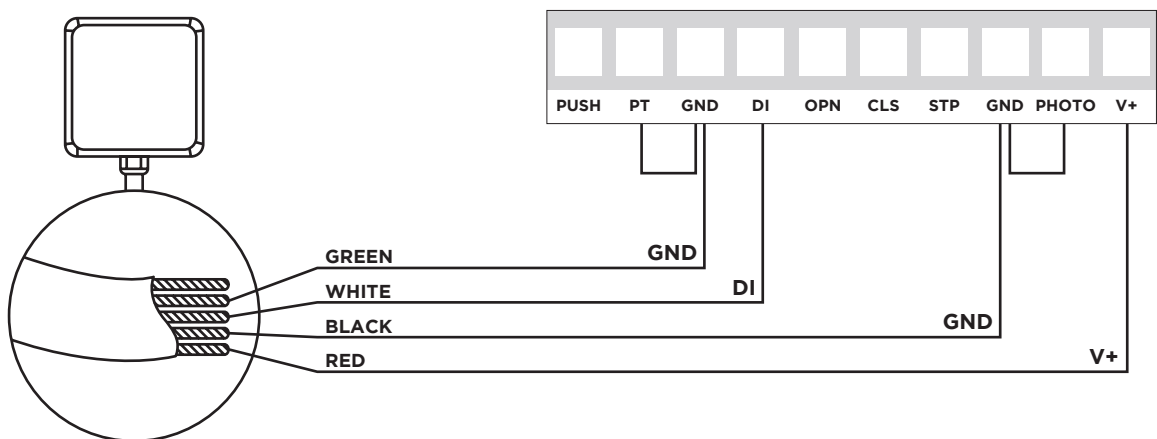 PUSH PT GND DI OPN CLS STP GND PHOTO V+
GREEN GND
WHITE DI
BLACK GND
RED V+